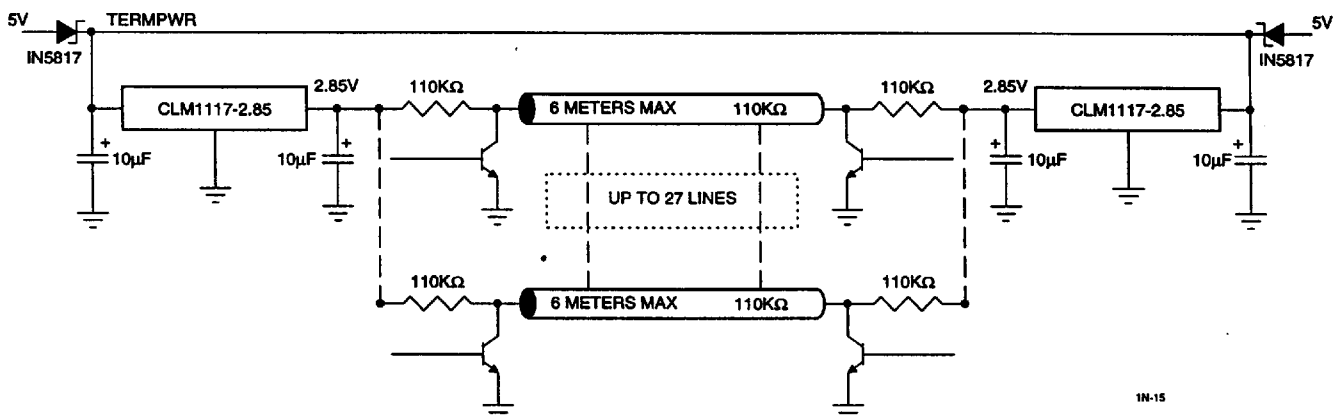 5V
TERMPWR
5V
IN5817
IN5817
CLM1117-2.85
2.85V
110KΩ
6 METERS MAX 110KΩ
110KΩ
2.85V
CLM1117-2.85
+
10μF
+
10μF
+
10μF
+
10μF
UP TO 27 LINES
110KΩ
6 METERS MAX 110KΩ
110KΩ
1N-15